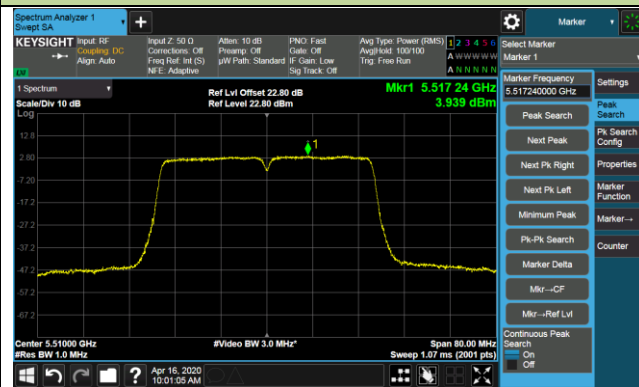 Spectrum Analyzer 1
Swept SA
Marker
KEYSIGHT
Input: RF
Coupling: DC
Align: Auto
Input Z: 50 Ω
Corrections: Off
Freq Ref: Int (S)
NFE: Adaptive
Atten: 10 dB
Preamp: Off
µW Path: Standard
PNO: Fast
Gate: Off
IF Gain: Low
Sig Track: Off
Avg Type: Power (RMS)
Avg|Hold: 100/100
Trig: Free Run
1 2 3 4 5 6
A W W W W W
A N N N N N
Select Marker
Marker 1
1 Spectrum
Scale/Div 10 dB
Log
Ref Lvl Offset 22.80 dB
Ref Level 22.80 dBm
Mkr1 5.517 24 GHz
3.939 dBm
12.8
2.80
-7.20
-17.2
-27.2
-37.2
-47.2
-57.2
-67.2
1
Center 5.51000 GHz
#Res BW 1.0 MHz
#Video BW 3.0 MHz*
Span 80.00 MHz
Sweep 1.07 ms (2001 pts)
Marker Frequency
5.517240000 GHz
Peak Search
Next Peak
Next Pk Right
Next Pk Left
Minimum Peak
Pk-Pk Search
Marker Delta
Mkr→CF
Mkr→Ref Lvl
Continuous Peak
Search
On
Off
Settings
Peak
Search
Pk Search
Config
Properties
Marker
Function
Marker→
Counter
Apr 16, 2020
10:01:05 AM